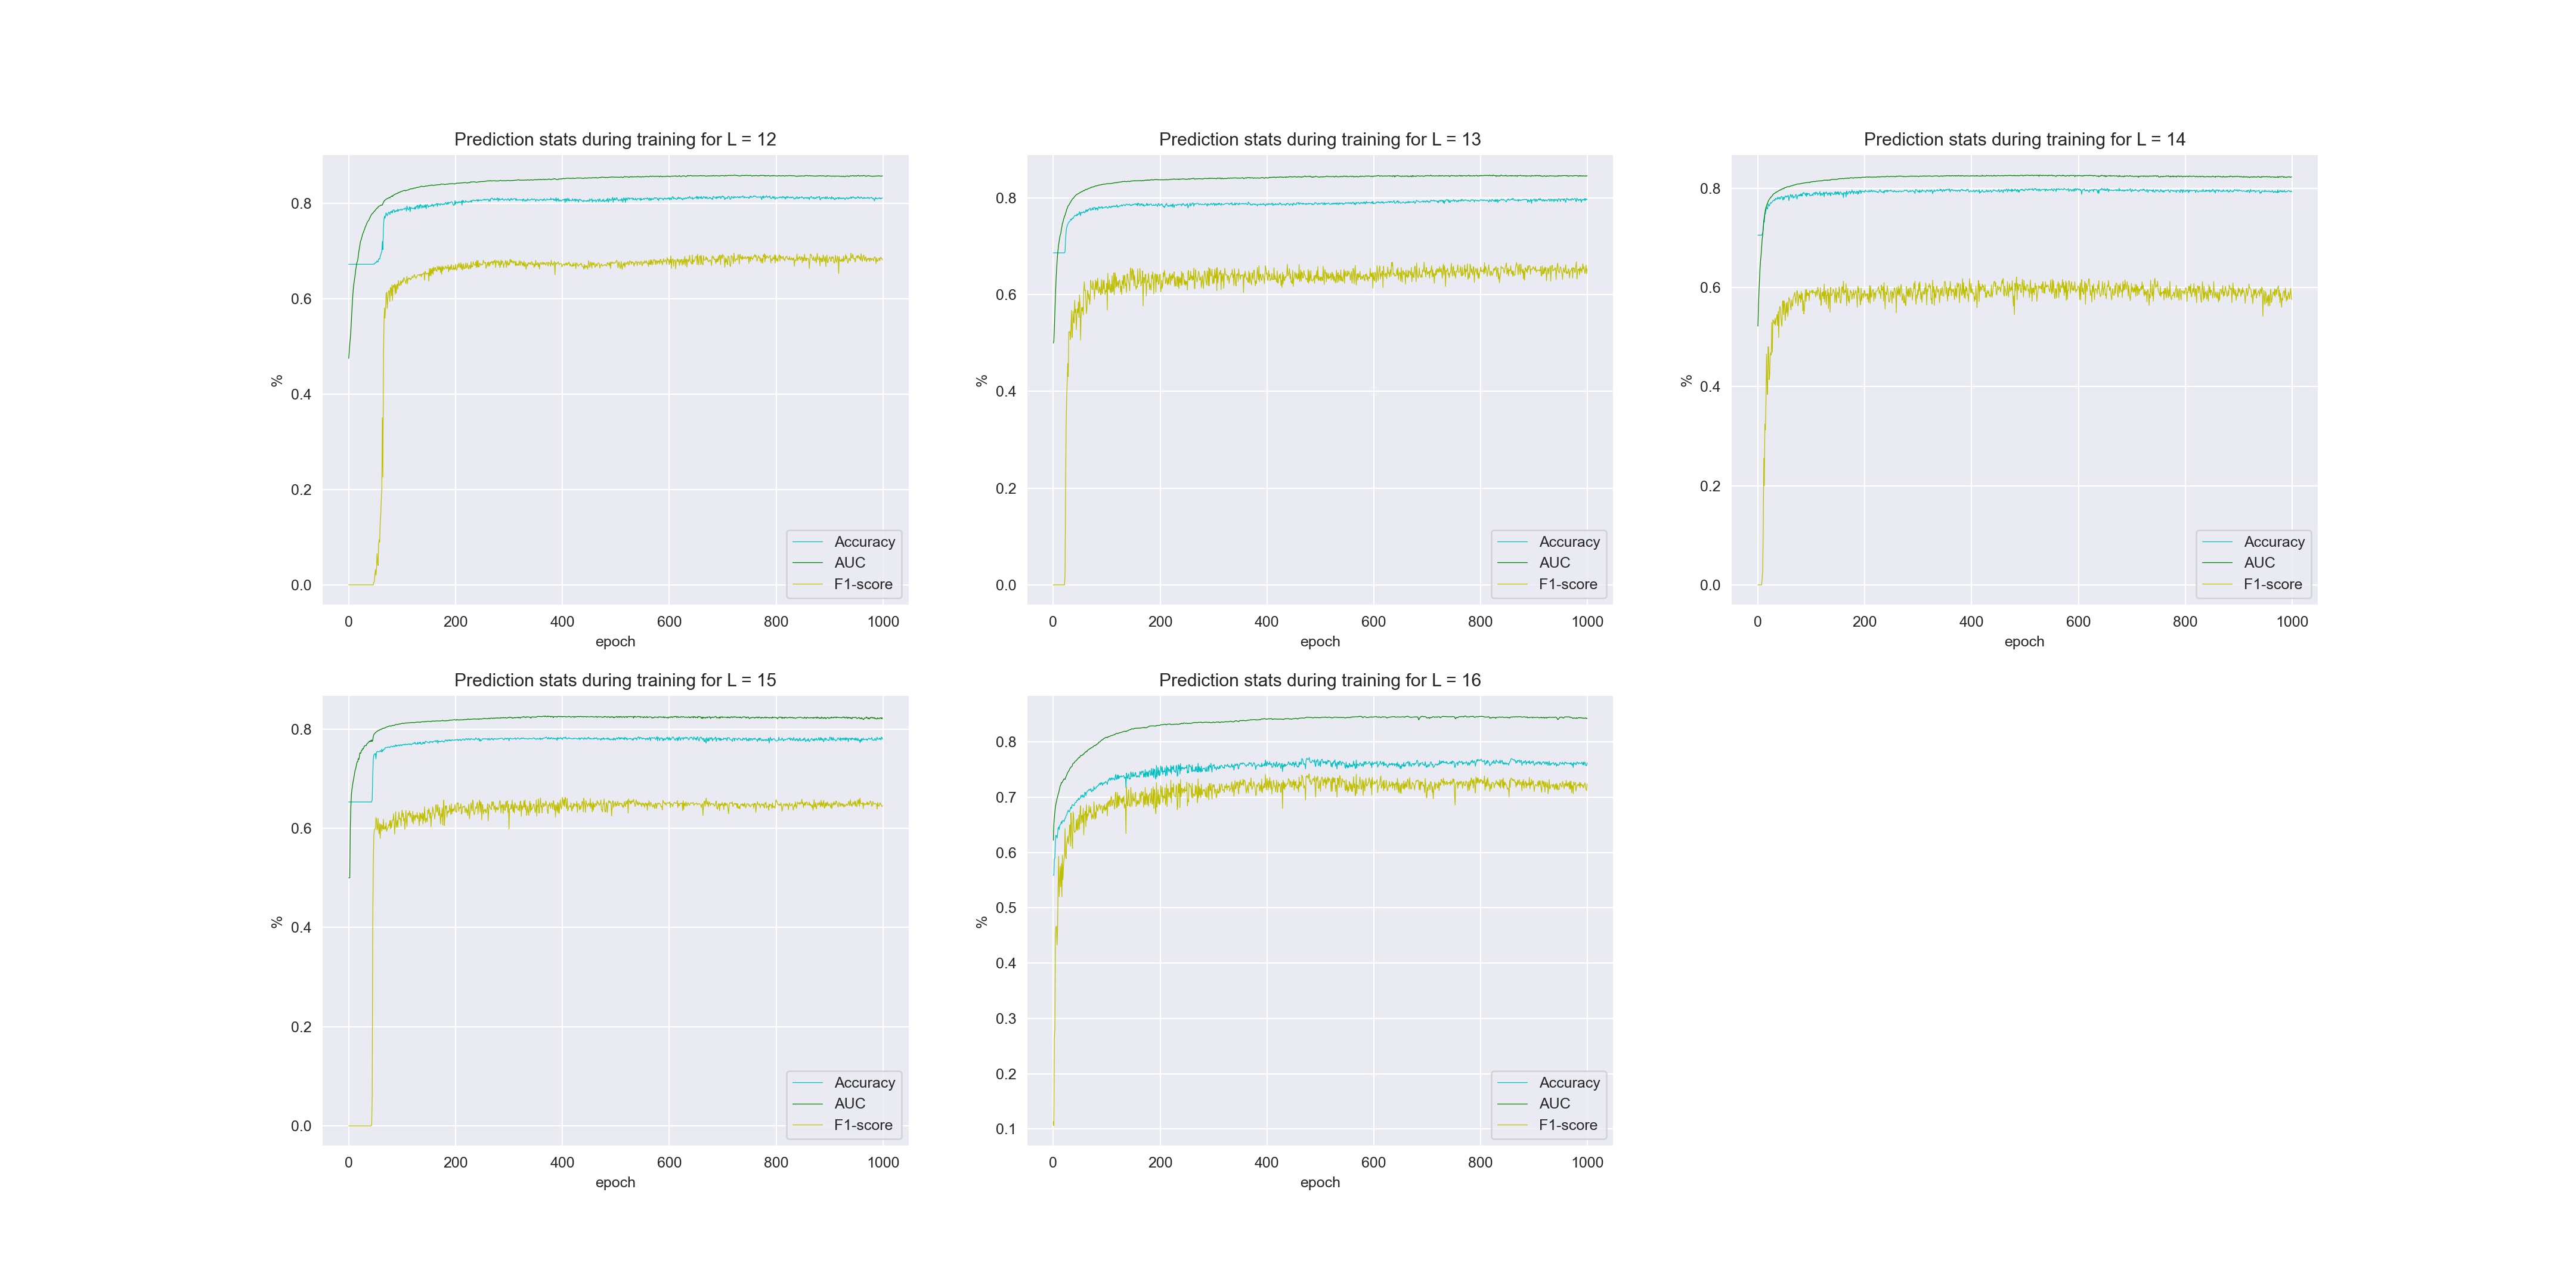 Prediction stats during training for L = 12
%
0.8
0.6
0.4
0.2
0.0
Accuracy
AUC
F1-score
0 200 400 600 800 1000
epoch
Prediction stats during training for L = 13
%
0.8
0.6
0.4
0.2
0.0
Accuracy
AUC
F1-score
0 200 400 600 800 1000
epoch
Prediction stats during training for L = 14
%
0.8
0.6
0.4
0.2
0.0
Accuracy
AUC
F1-score
0 200 400 600 800 1000
epoch
Prediction stats during training for L = 15
%
0.8
0.6
0.4
0.2
0.0
Accuracy
AUC
F1-score
0 200 400 600 800 1000
epoch
Prediction stats during training for L = 16
%
0.8
0.7
0.6
0.5
0.4
0.3
0.2
0.1
Accuracy
AUC
F1-score
0 200 400 600 800 1000
epoch